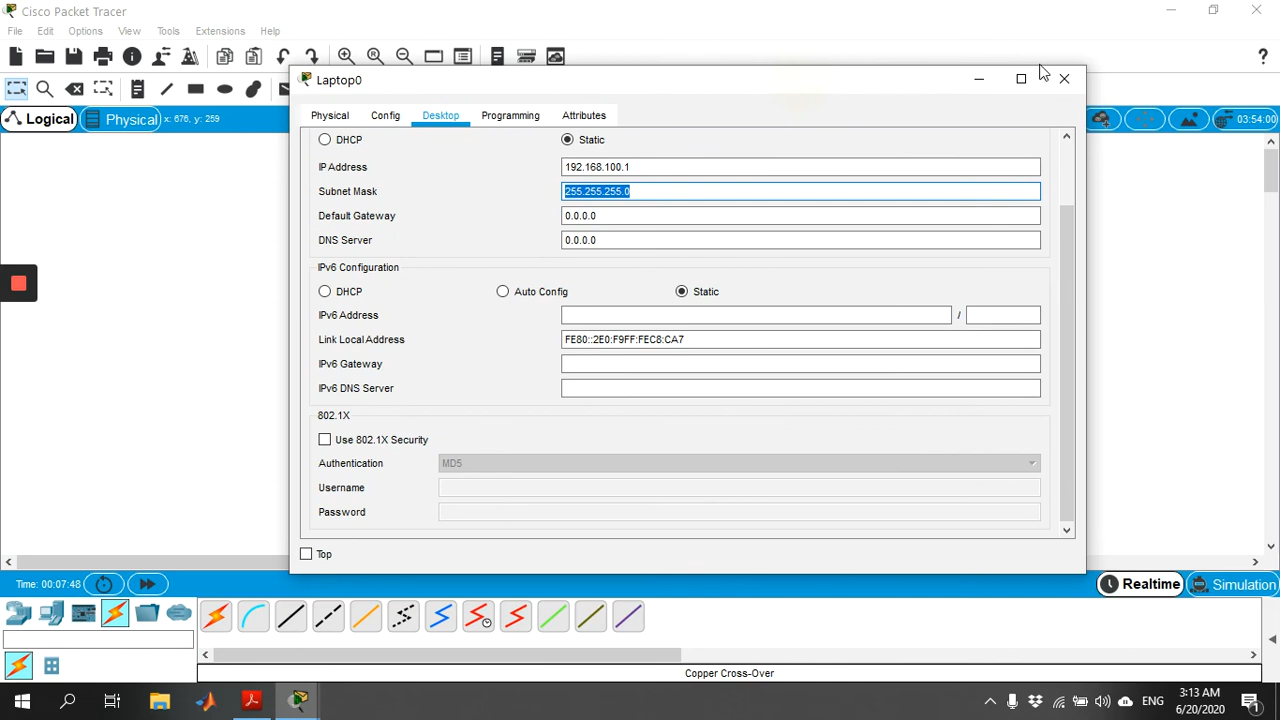 Cisco Packet Tracer
File Edit Options View Tools Extensions Help
Laptop0
Logical Physical x: 676, y: 259 03:54:00
Physical Config Desktop Programming Attributes
DHCP Static
IP Address 192.168.100.1
Subnet Mask 255.255.255.0
Default Gateway 0.0.0.0
DNS Server 0.0.0.0
IPv6 Configuration
DHCP Auto Config Static
IPv6 Address /
Link Local Address FE80::2E0:F9FF:FEC8:CA7
IPv6 Gateway
IPv6 DNS Server
802.1X
Use 802.1X Security
Authentication MD5
Username
Password
Top
Time: 00:07:48 Realtime Simulation
Copper Cross-Over
ENG 3:13 AM
6/20/2020